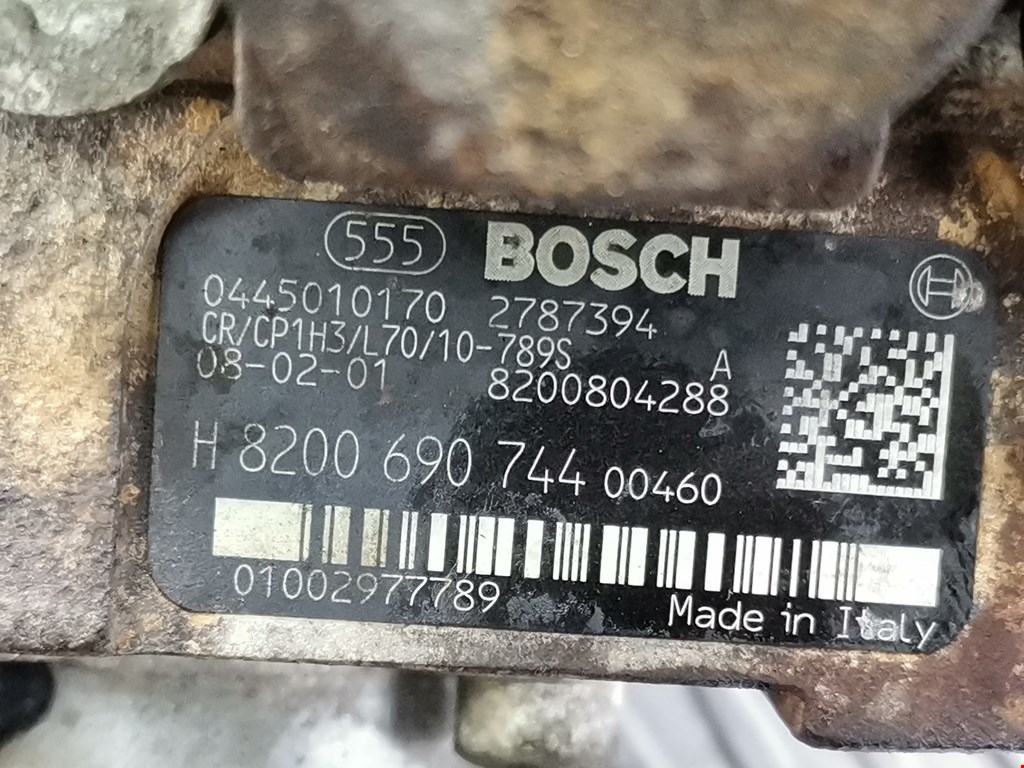 555 BOSCH
0445010170 2787394
CR/CP1H3/L70/10-789S A
08-02-01 8200804288
H 8200 690 744 00460
01002977789
Made in Italy